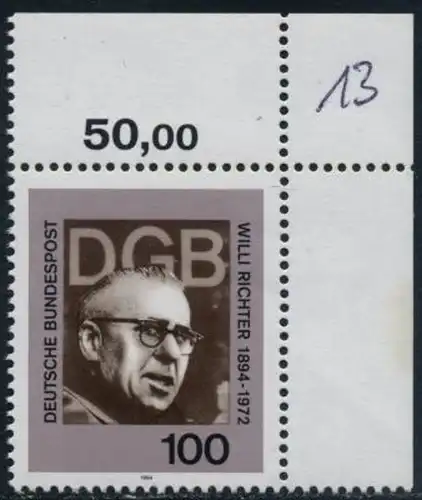 13
50,00
DEUTSCHE BUNDESPOST
DGB
WILLI RICHTER 1894-1972
100
1994